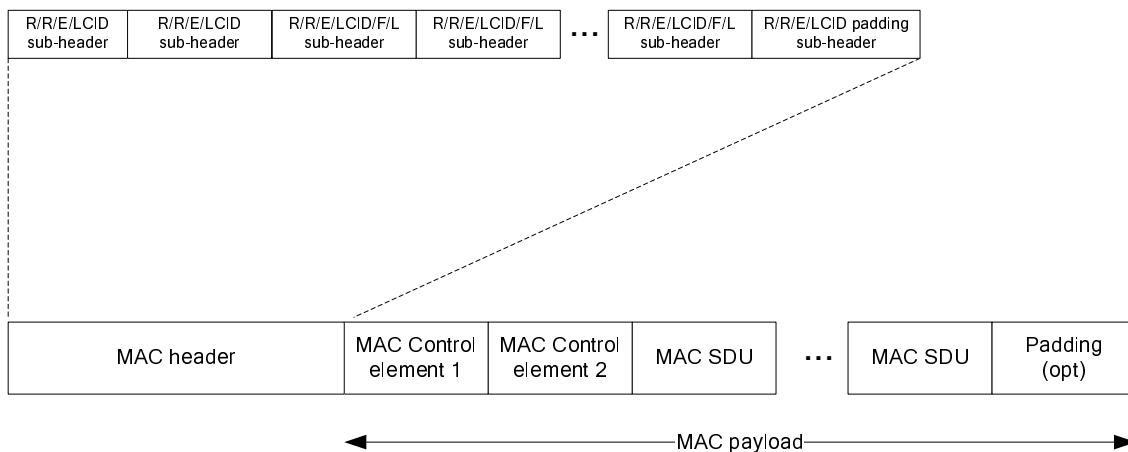 R/R/E/LCID
sub-header
R/R/E/LCID
sub-header
R/R/E/LCID/F/L
sub-header
R/R/E/LCID/F/L
sub-header
...
R/R/E/LCID/F/L
sub-header
R/R/E/LCID padding
sub-header
MAC header
MAC Control
element 1
MAC Control
element 2
MAC SDU
...
MAC SDU
Padding
(opt)
MAC payload